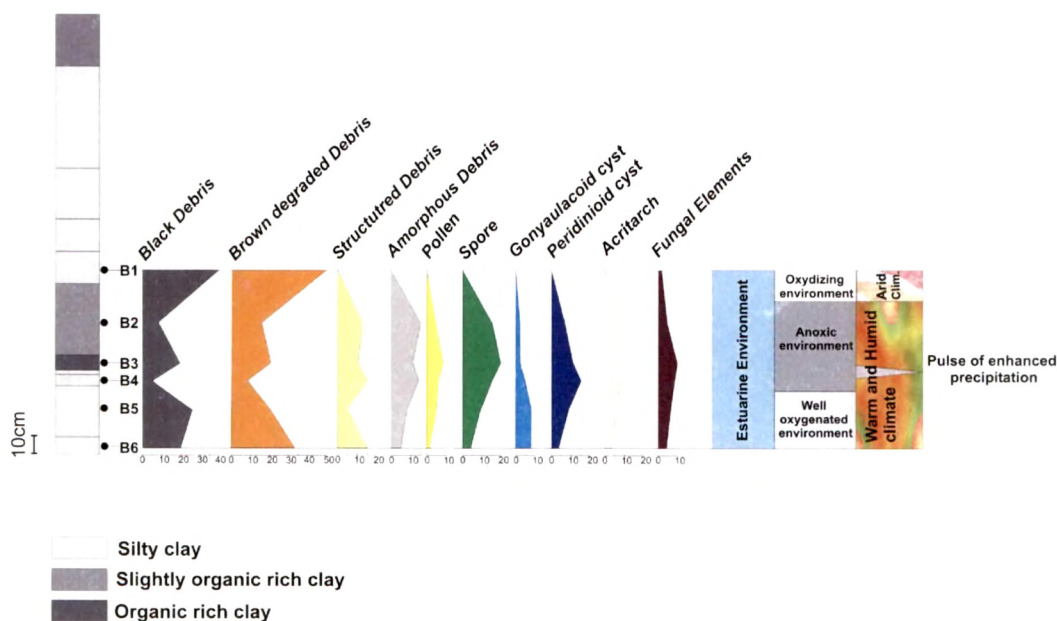 Black Debris
Brown degraded Debris
Structutred Debris
Amorphous Debris
Pollen
Spore
Gonyaulacoid cyst
Peridinioid cyst
Acritarch
Fungal Elements
B1
B2
B3
B4
B5
B6
10cm
0 10 20 30 40
0 10 20 30 40 50
0 10 20
0 10
0 10
0 10 20
0 10
0 10 20
0
0 10
Estuarine Environment
Oxydizing
environment
Anoxic
environment
Well
oxygenated
environment
Arid
Clim.
Warm and Humid
climate
Pulse of enhanced
precipitation
Silty clay
Slightly organic rich clay
Organic rich clay